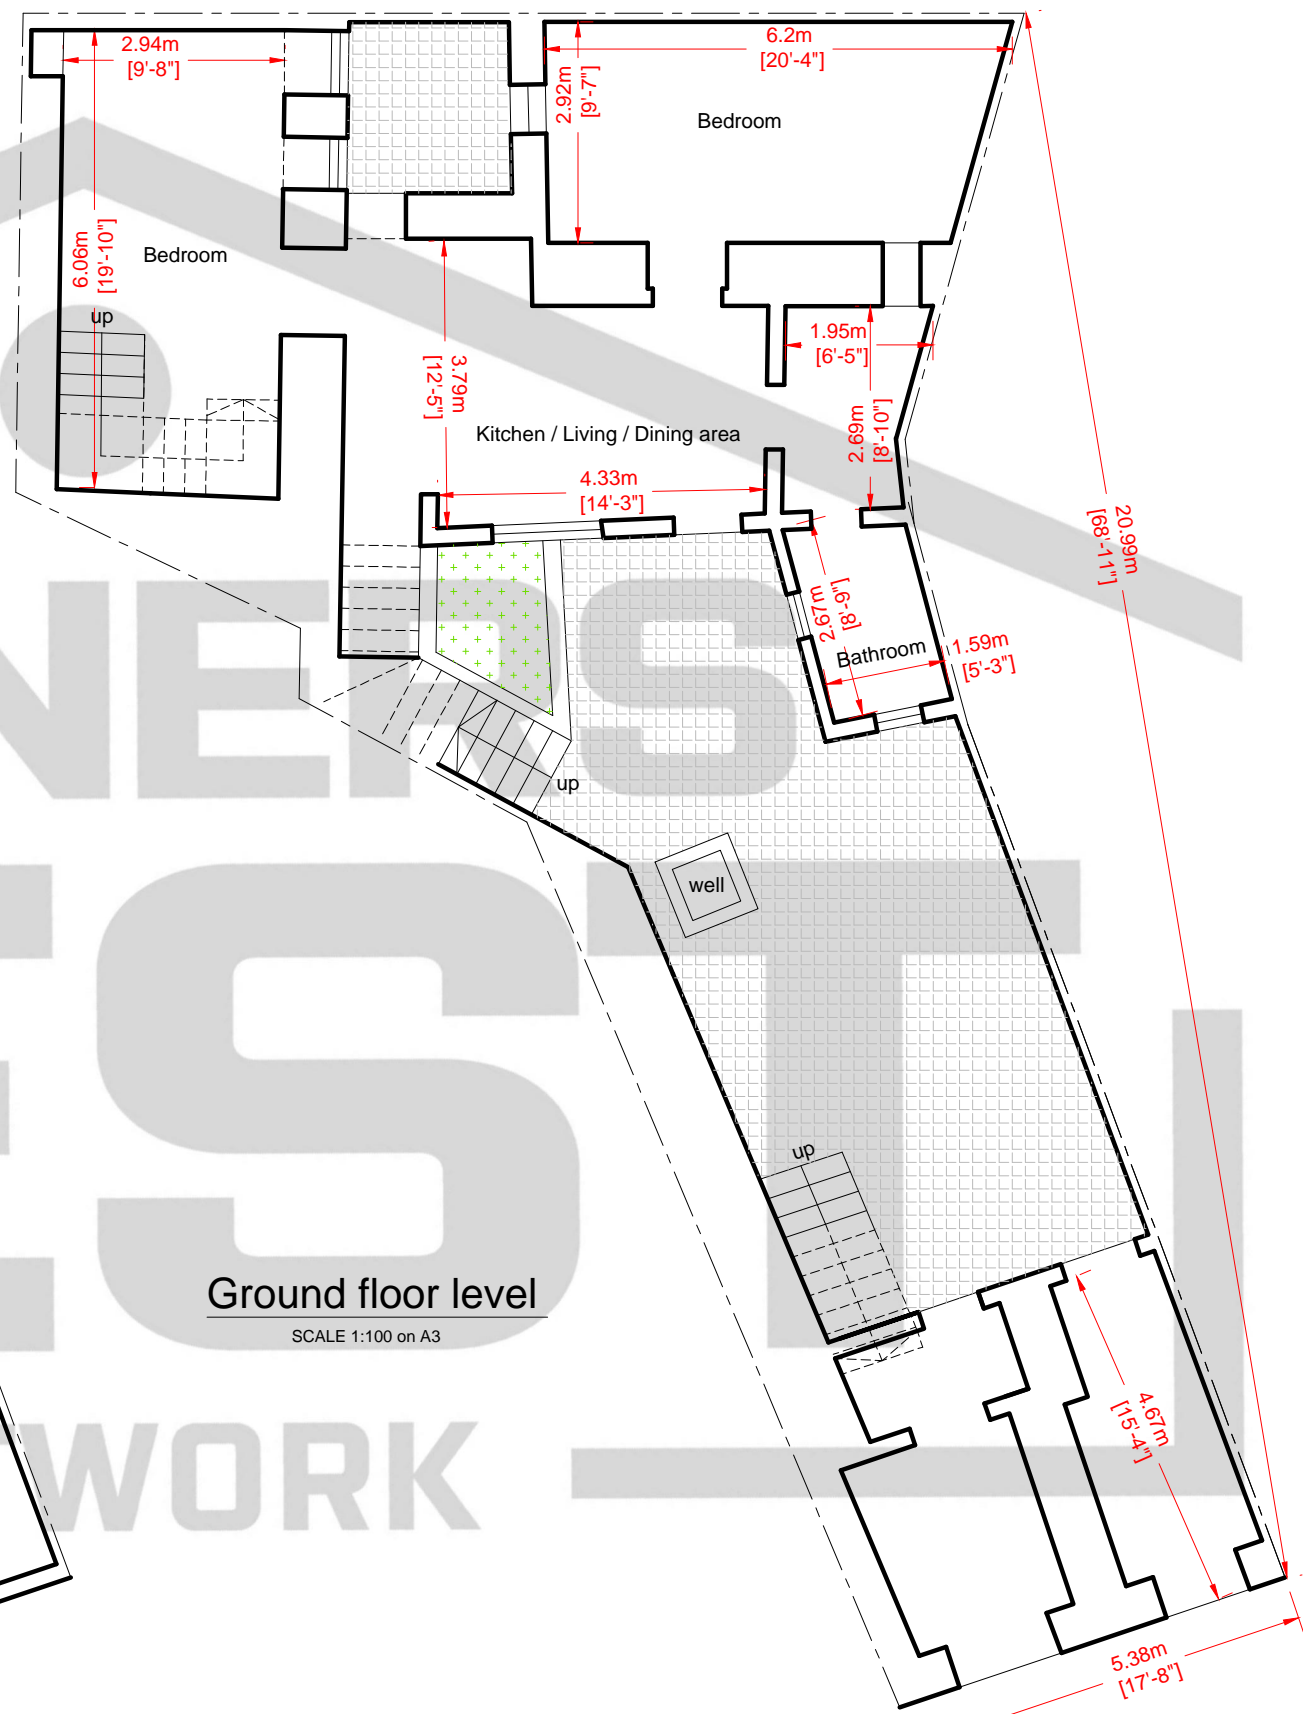 2.94m
[9'-8"]
6.2m
[20'-4"]
2.92m
[9'-7"]
Bedroom
6.06m
[19'-10"]
Bedroom
up
3.79m
[12'-5"]
1.95m
[6'-5"]
2.69m
[8'-10"]
Kitchen / Living / Dining area
4.33m
[14'-3"]
20.99m
[68'-11"]
2.67m
[8'-9"]
Bathroom
1.59m
[5'-3"]
up
well
up
Ground floor level
SCALE 1:100 on A3
4.67m
[15'-4"]
5.38m
[17'-8"]
NERS
EST
WORK